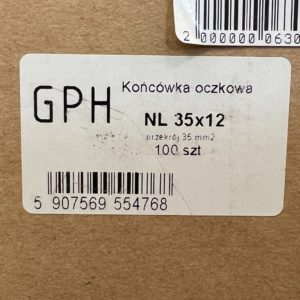 2 000000 0630
GPH
Końcówka oczkowa
NL 35x12
przekrój 35 mm2
100 szt
5 907569 554768